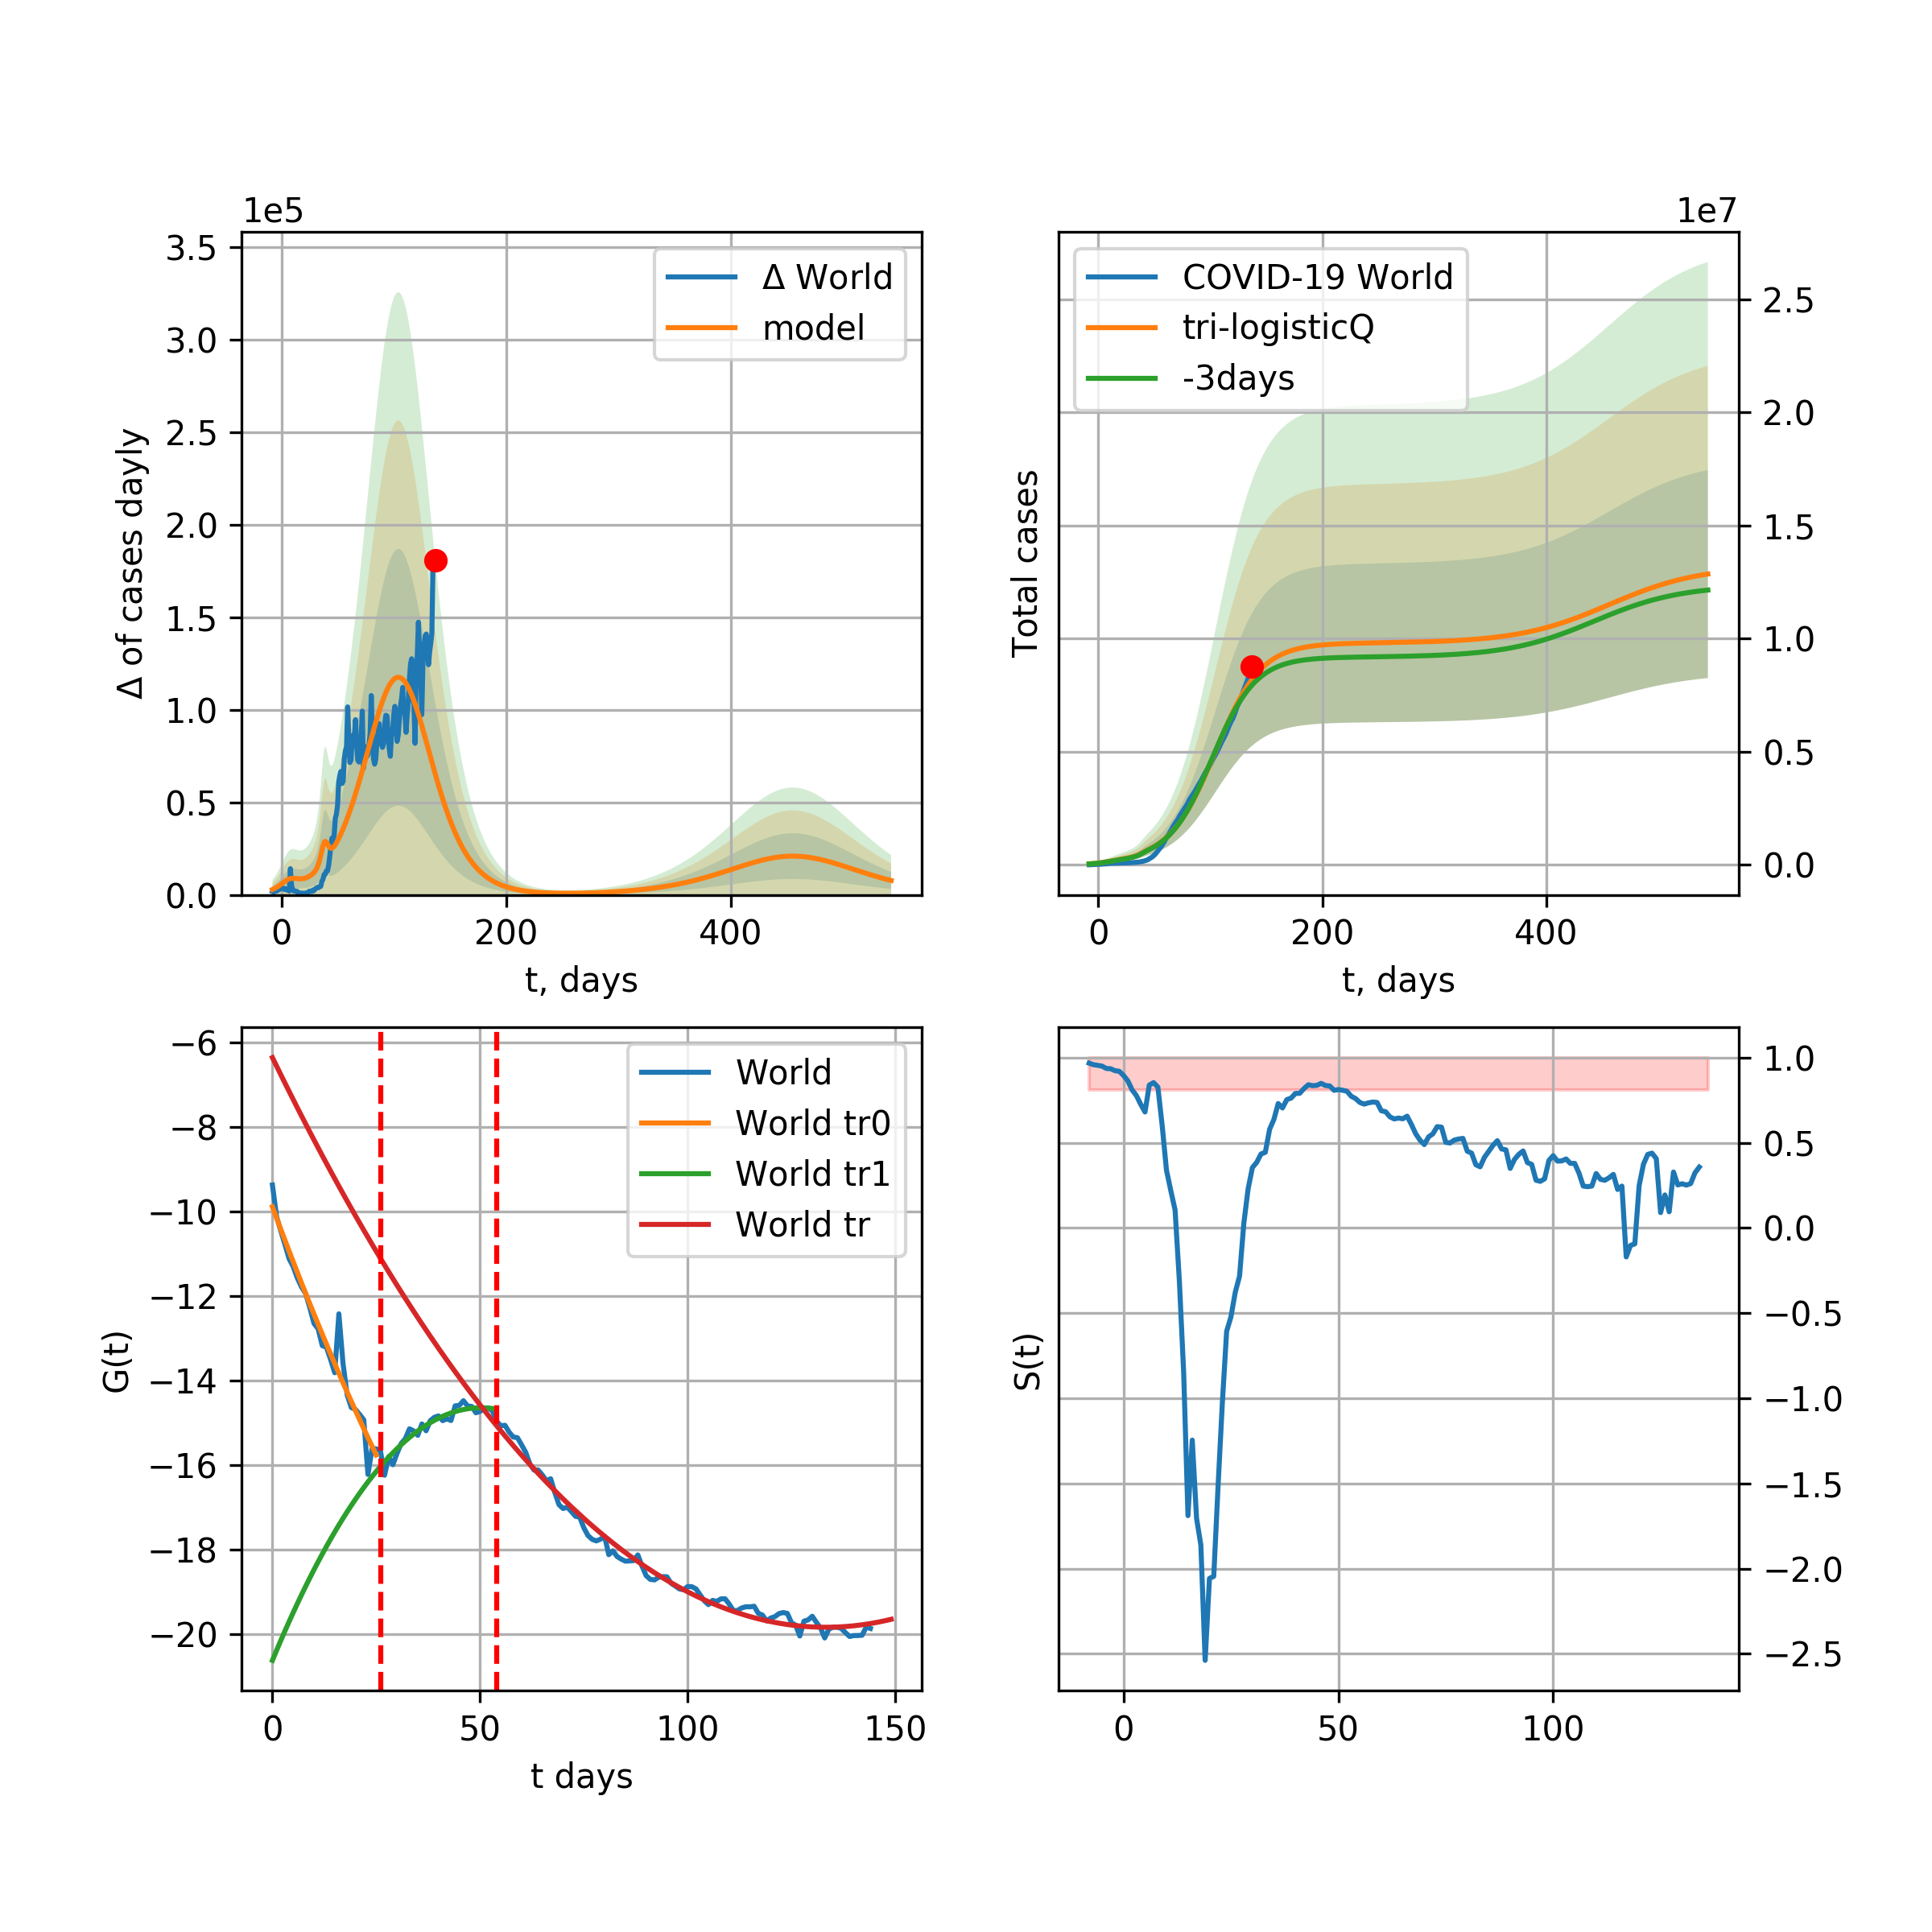 1e5
3.5
3.0
2.5
2.0
1.5
1.0
0.5
0.0
Δ of cases dayly
0
200
400
t, days
Δ World
model
1e7
COVID-19 World
tri-logisticQ
-3days
2.5
2.0
1.5
1.0
0.5
0.0
Total cases
0
200
400
t, days
−6
−8
−10
−12
−14
−16
−18
−20
G(t)
0
50
100
150
t days
World
World tr0
World tr1
World tr
1.0
0.5
0.0
−0.5
−1.0
−1.5
−2.0
−2.5
S(t)
0
50
100